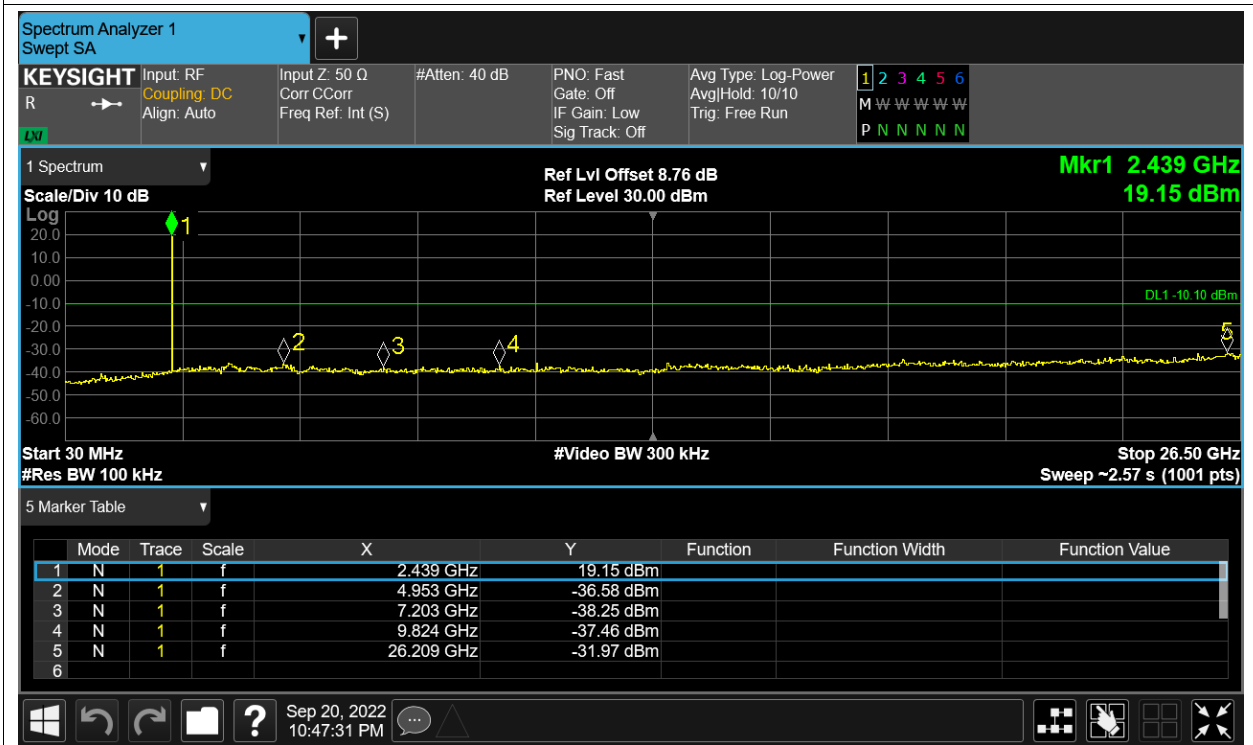 Spectrum Analyzer 1
Swept SA
KEYSIGHT
R
LXI
Input: RF
Coupling: DC
Align: Auto
Input Z: 50 Ω
Corr CCorr
Freq Ref: Int (S)
#Atten: 40 dB
PNO: Fast
Gate: Off
IF Gain: Low
Sig Track: Off
Avg Type: Log-Power
Avg|Hold: 10/10
Trig: Free Run
1 2 3 4 5 6
M W W W W W
P N N N N N
1 Spectrum
Scale/Div 10 dB
Ref Lvl Offset 8.76 dB
Ref Level 30.00 dBm
Mkr1 2.439 GHz
19.15 dBm
Log
20.0
10.0
0.00
-10.0
-20.0
-30.0
-40.0
-50.0
-60.0
1
2
3
4
5
DL1 -10.10 dBm
Start 30 MHz
#Video BW 300 kHz
Stop 26.50 GHz
#Res BW 100 kHz
Sweep ~2.57 s (1001 pts)
5 Marker Table
Mode Trace Scale X Y Function Function Width Function Value
1 N 1 f 2.439 GHz 19.15 dBm
2 N 1 f 4.953 GHz -36.58 dBm
3 N 1 f 7.203 GHz -38.25 dBm
4 N 1 f 9.824 GHz -37.46 dBm
5 N 1 f 26.209 GHz -31.97 dBm
6
?
Sep 20, 2022
10:47:31 PM